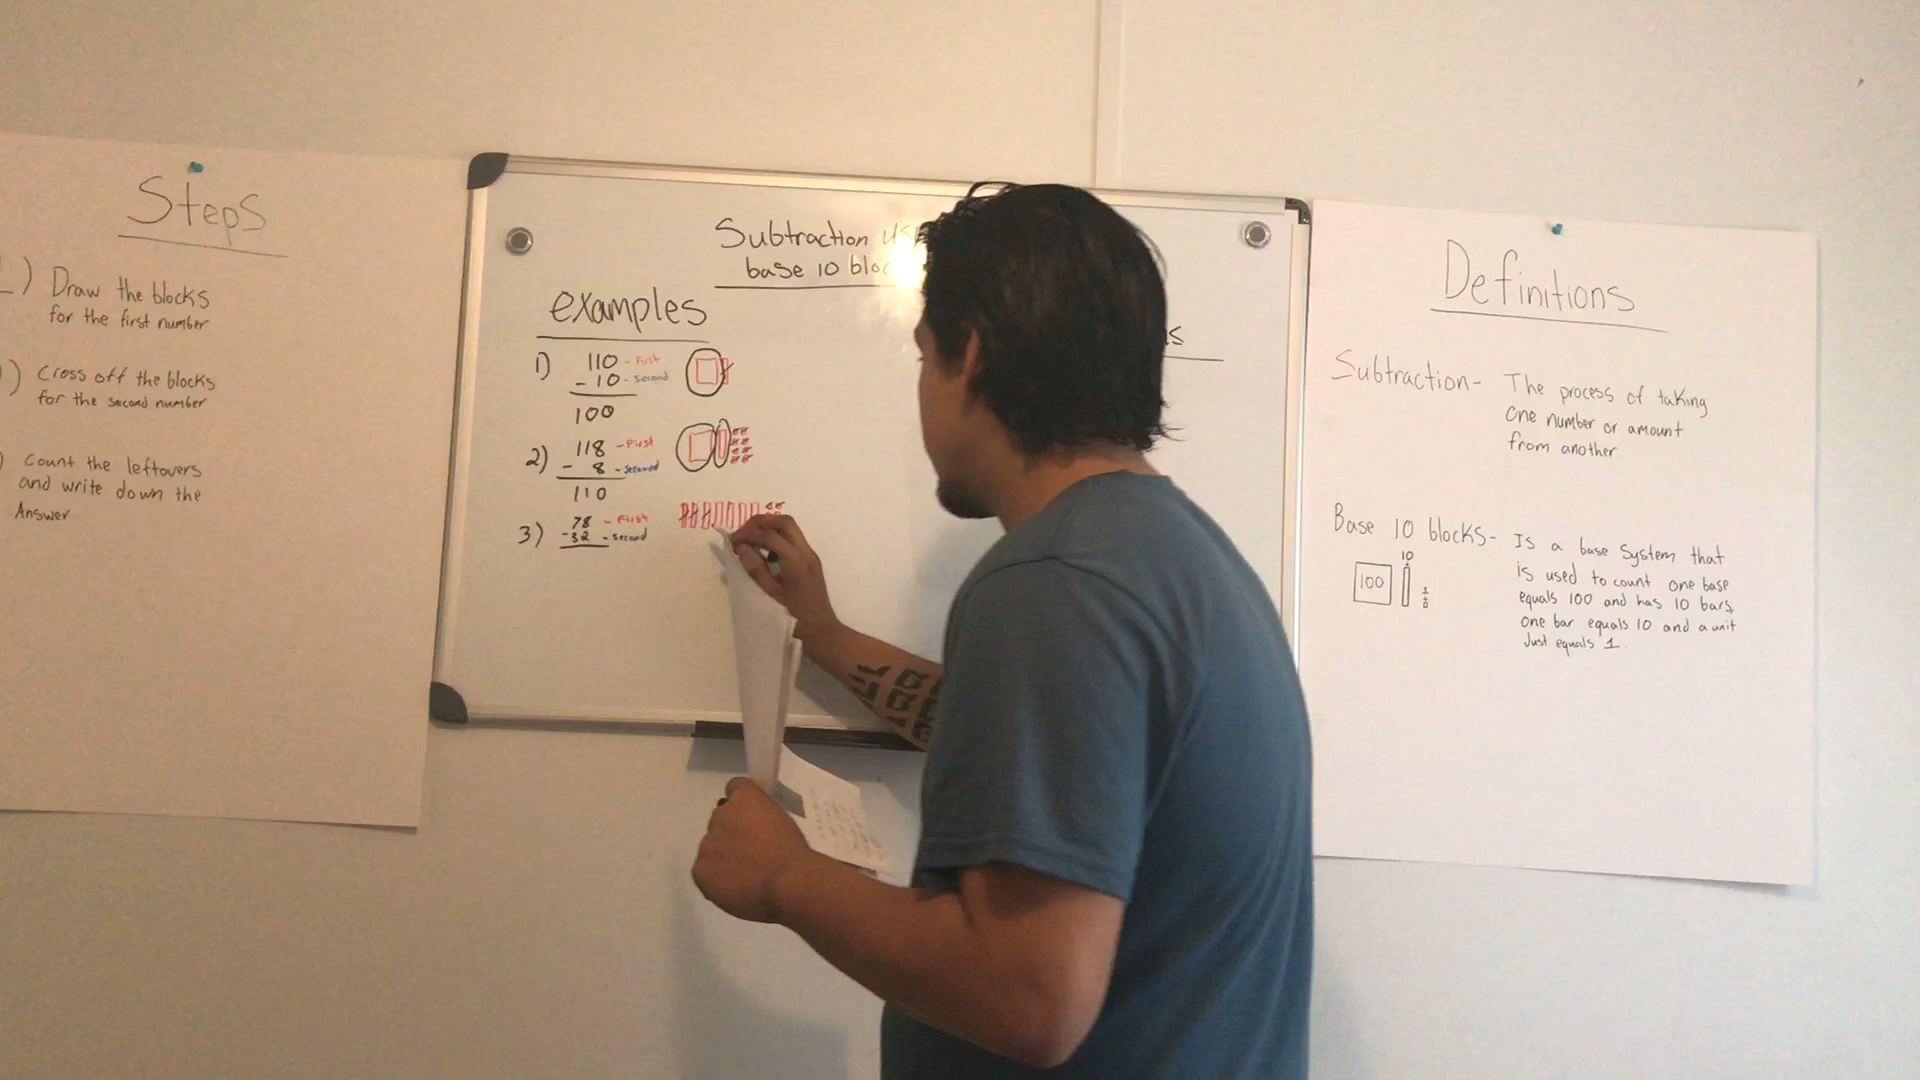 Steps
) Draw the blocks
for the first number
) Cross off the blocks
for the second number
) Count the leftovers
and write down the
Answer
Subtraction
base 10
examples
1) 110 - First
- 10 - second
100
2) 118 - First
- 8 - second
110
3) 78 - First
- 32 - second
Definitions
Subtraction- The process of taking
one number or amount
from another
Base 10 blocks- Is a base System that
is used to count one base
equals 100 and has 10 bars,
one bar equals 10 and a unit
Just equals 1.
100
10
1